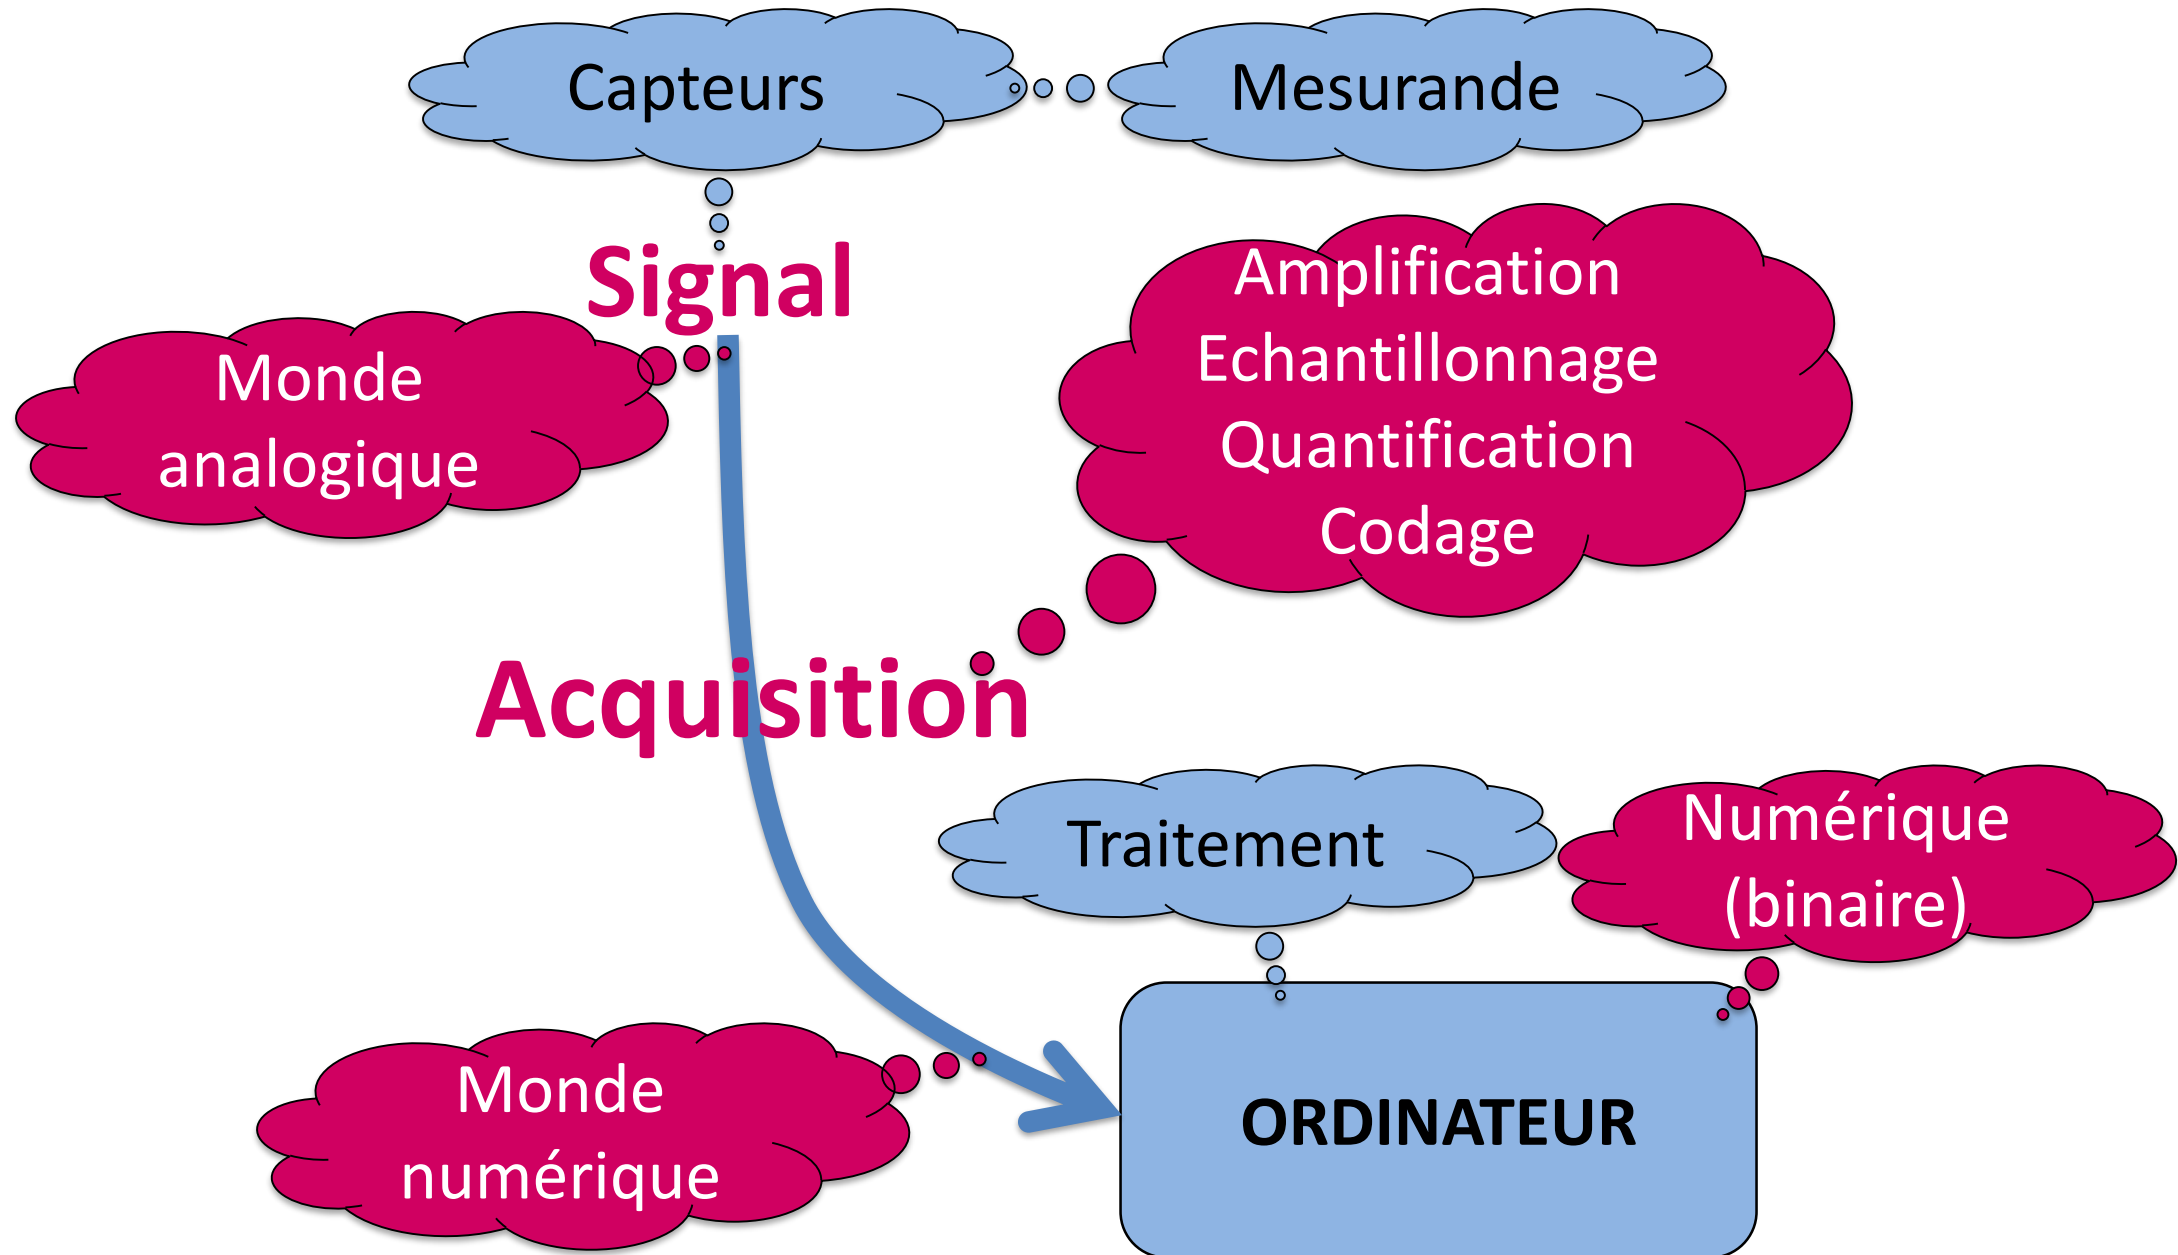 Capteurs
Mesurande
Signal
Amplification
Echantillonnage
Quantification
Codage
Monde
analogique
Acquisition
Traitement
Numérique
(binaire)
Monde
numérique
ORDINATEUR